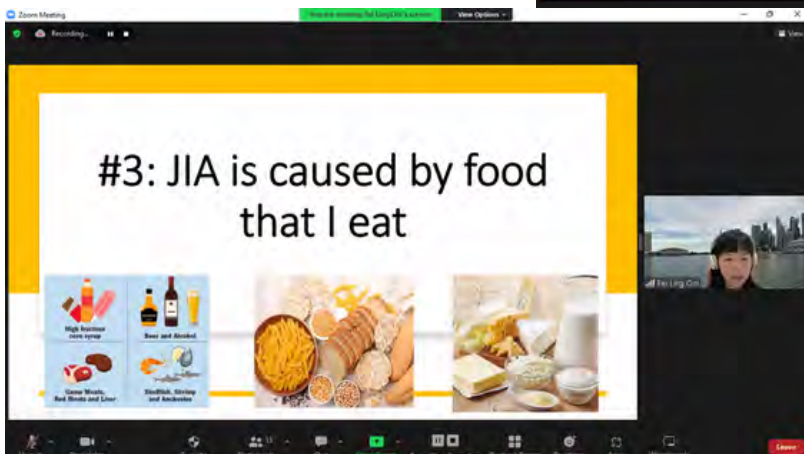 Zoom Meeting
View Options
Recording...
View
#3: JIA is caused by food
that I eat
High fructose
corn syrup
Beer and Alcohol
Game Meats,
Red Meats and Liver
Shellfish, Shrimp
and Anchovies
Leave